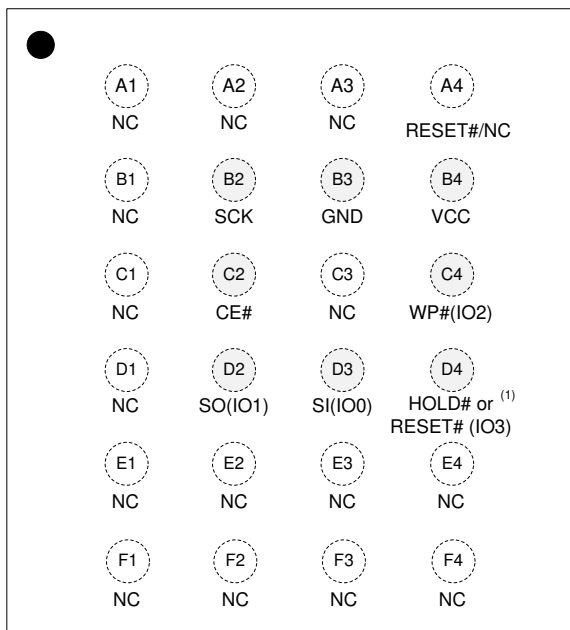 A1 A2 A3 A4
NC NC NC RESET#/NC
B1 B2 B3 B4
NC SCK GND VCC
C1 C2 C3 C4
NC CE# NC WP#(IO2)
D1 D2 D3 D4
NC SO(IO1) SI(IO0) HOLD# or (1)
RESET# (IO3)
E1 E2 E3 E4
NC NC NC NC
F1 F2 F3 F4
NC NC NC NC